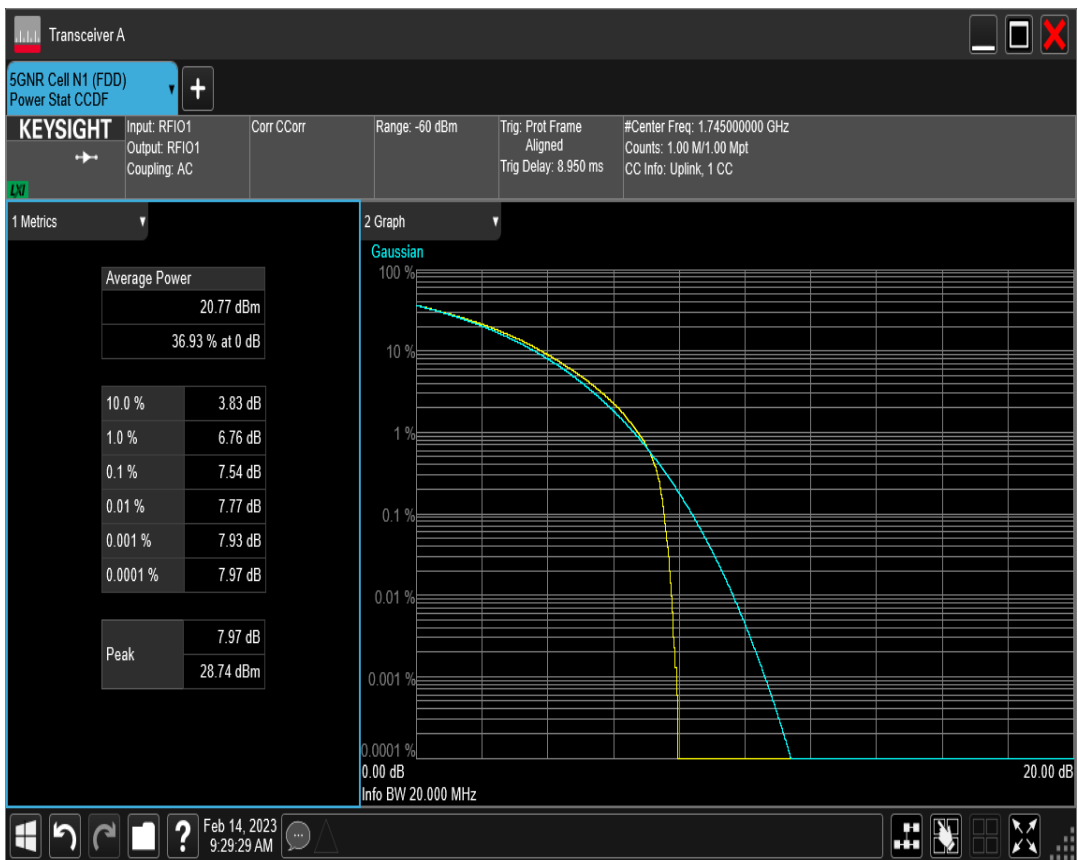 Transceiver A
5GNR Cell N1 (FDD)
Power Stat CCDF
+
KEYSIGHT
LXI
Input: RFIO1
Output: RFIO1
Coupling: AC
Corr CCorr
Range: -60 dBm
Trig: Prot Frame
Aligned
Trig Delay: 8.950 ms
#Center Freq: 1.745000000 GHz
Counts: 1.00 M/1.00 Mpt
CC Info: Uplink, 1 CC
1 Metrics
Average Power
20.77 dBm
36.93 % at 0 dB
10.0 % 3.83 dB
1.0 % 6.76 dB
0.1 % 7.54 dB
0.01 % 7.77 dB
0.001 % 7.93 dB
0.0001 % 7.97 dB
Peak
7.97 dB
28.74 dBm
2 Graph
Gaussian
100 %
10 %
1 %
0.1 %
0.01 %
0.001 %
0.0001 %
0.00 dB 20.00 dB
Info BW 20.000 MHz
?
Feb 14, 2023
9:29:29 AM